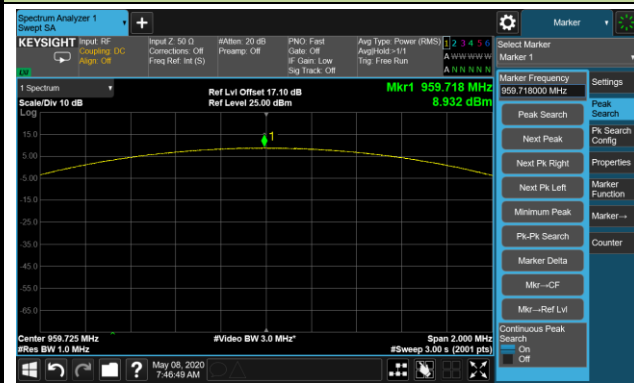 Spectrum Analyzer 1
Swept SA
+
Marker
KEYSIGHT
Input: RF
Coupling: DC
Align: Off
Input Z: 50 Ω
Corrections: Off
Freq Ref: Int (S)
#Atten: 20 dB
Preamp: Off
PNO: Fast
Gate: Off
IF Gain: Low
Sig Track: Off
Avg Type: Power (RMS)
Avg|Hold:>1/1
Trig: Free Run
1 2 3 4 5 6
A W W W W W
A N N N N N
Select Marker
Marker 1
1 Spectrum
Scale/Div 10 dB
Log
Ref Lvl Offset 17.10 dB
Ref Level 25.00 dBm
Mkr1 959.718 MHz
8.932 dBm
15.0
5.00
-5.00
-15.0
-25.0
-35.0
-45.0
-55.0
-65.0
1
Center 959.725 MHz
#Res BW 1.0 MHz
#Video BW 3.0 MHz*
Span 2.000 MHz
#Sweep 3.00 s (2001 pts)
Marker Frequency
959.718000 MHz
Peak Search
Next Peak
Next Pk Right
Next Pk Left
Minimum Peak
Pk-Pk Search
Marker Delta
Mkr→CF
Mkr→Ref Lvl
Continuous Peak
Search
On
Off
Settings
Peak
Search
Pk Search
Config
Properties
Marker
Function
Marker→
Counter
?
May 08, 2020
7:46:49 AM